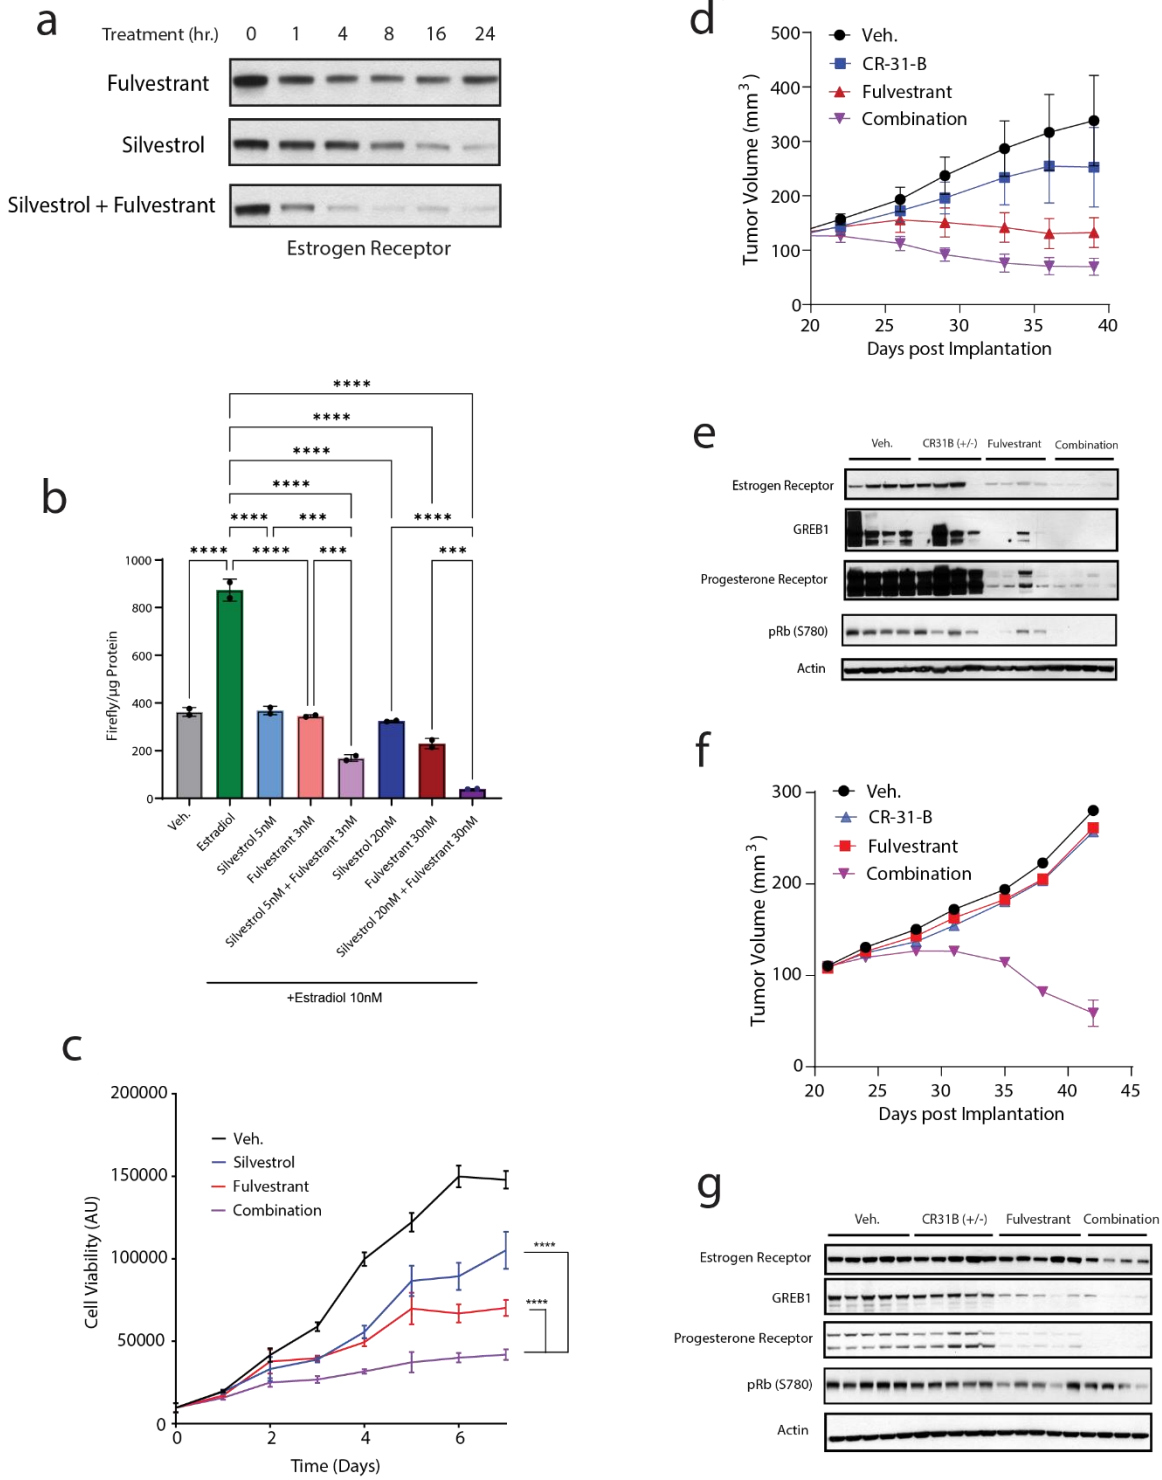 a
Treatment (hr.) 0 1 4 8 16 24
Fulvestrant
Silvestrol
Silvestrol + Fulvestrant
Estrogen Receptor
b
****
****
****
****
**** ***
****
**** **** ***
***
Firefly/µg Protein
1000
800
600
400
200
0
Veh.
Estradiol
Silvestrol 5nM
Fulvestrant 3nM
Silvestrol 5nM + Fulvestrant 3nM
Silvestrol 20nM
Fulvestrant 30nM
Silvestrol 20nM + Fulvestrant 30nM
+Estradiol 10nM
c
Cell Viability (AU)
200000
150000
100000
50000
0
Veh.
Silvestrol
Fulvestrant
Combination
****
****
0 2 4 6
Time (Days)
d
Tumor Volume (mm 3 )
500
400
300
200
100
0
Veh.
CR-31-B
Fulvestrant
Combination
20 25 30 35 40
Days post Implantation
e
Veh. CR31B (+/-) Fulvestrant Combination
Estrogen Receptor
GREB1
Progesterone Receptor
pRb (S780)
Actin
f
Tumor Volume (mm 3 )
300
200
100
0
Veh.
CR-31-B
Fulvestrant
Combination
20 25 30 35 40 45
Days post Implantation
g
Veh. CR31B (+/-) Fulvestrant Combination
Estrogen Receptor
GREB1
Progesterone Receptor
pRb (S780)
Actin